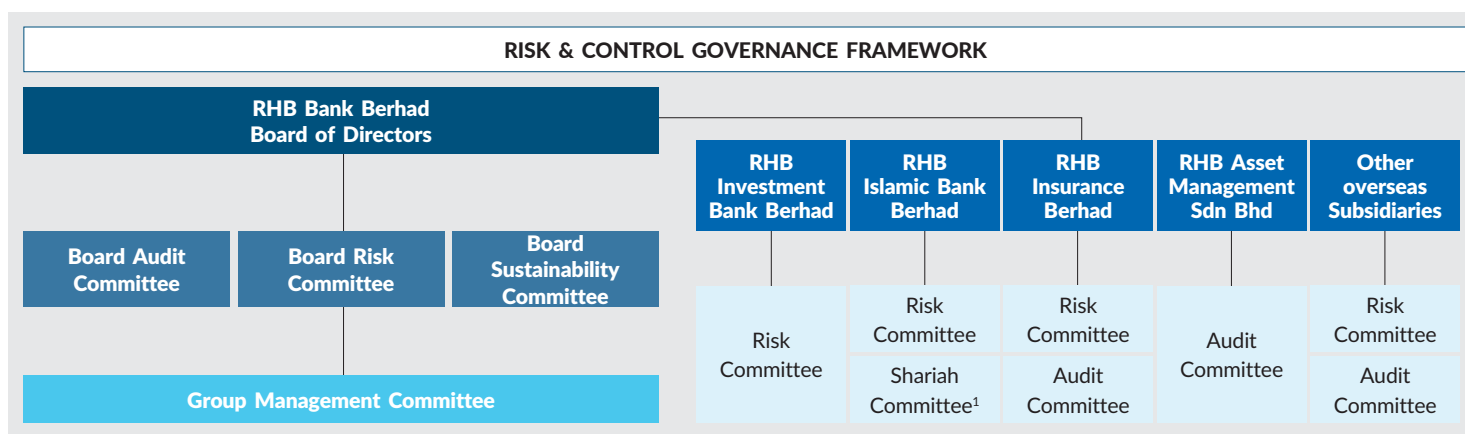 RISK & CONTROL GOVERNANCE FRAMEWORK
RHB Bank Berhad
Board of Directors
Board Audit
Committee
Board Risk
Committee
Board
Sustainability
Committee
Group Management Committee
RHB
Investment
Bank Berhad
RHB
Islamic Bank
Berhad
RHB
Insurance
Berhad
RHB Asset
Management
Sdn Bhd
Other
overseas
Subsidiaries
Risk
Committee
Risk
Committee
Shariah
Committee¹
Risk
Committee
Audit
Committee
Audit
Committee
Risk
Committee
Audit
Committee